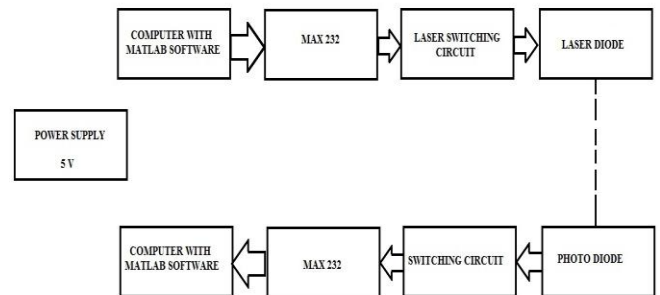 COMPUTER WITH
MATLAB SOFTWARE
MAX 232
LASER SWITCHING
CIRCUIT
LASER DIODE
POWER SUPPLY
5 V
COMPUTER WITH
MATLAB SOFTWARE
MAX 232
SWITCHING CIRCUIT
PHOTO DIODE